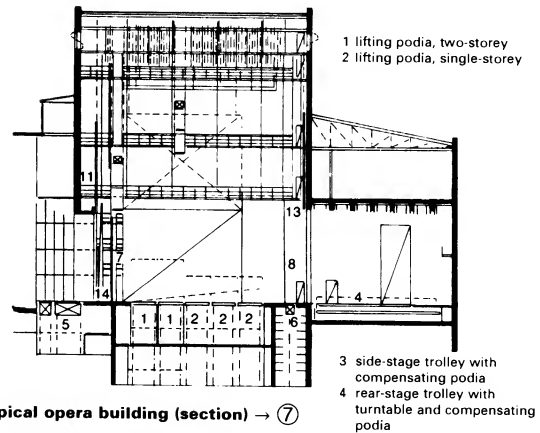 1 lifting podia, two-storey
2 lifting podia, single-storey
11
13
7
8
14
4
5
1 1 2 2 2
6
3 side-stage trolley with
compensating podia
4 rear-stage trolley with
turntable and compensating
podia
pical opera building (section) → ⑦